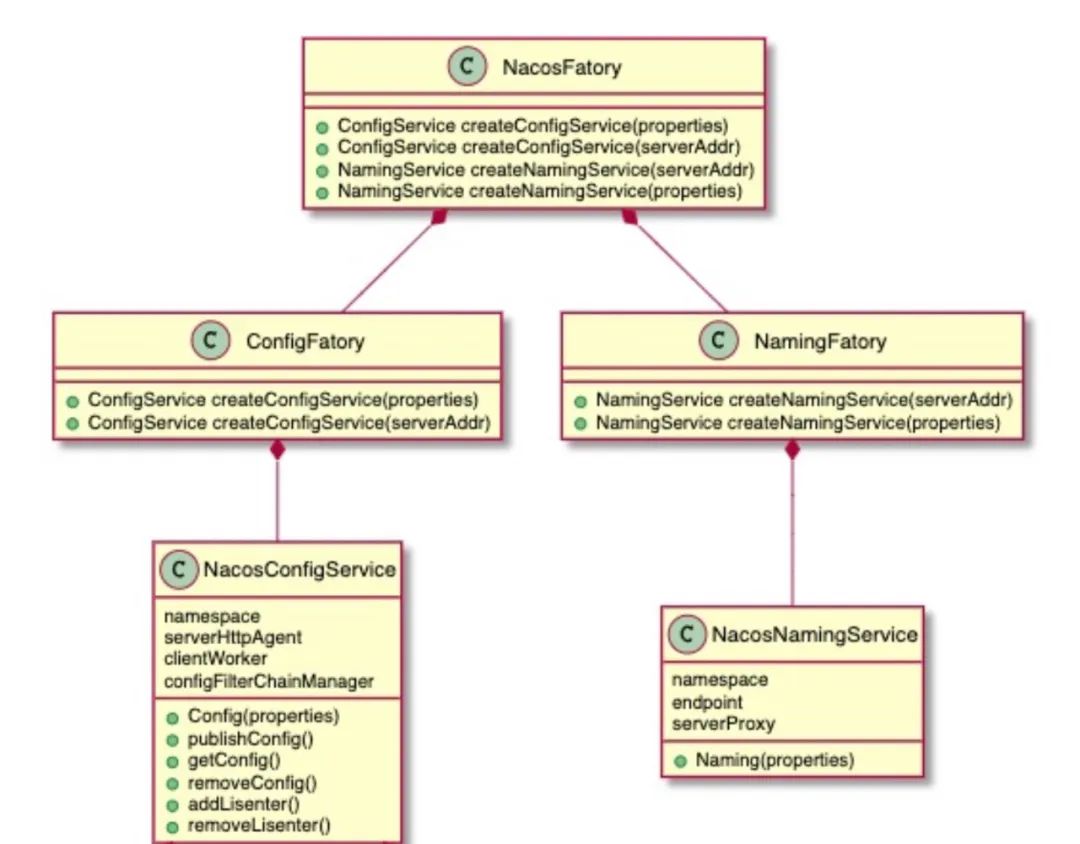 C NacosFatory
ConfigService createConfigService(properties)
ConfigService createConfigService(serverAddr)
NamingService createNamingService(serverAddr)
NamingService createNamingService(properties)
C ConfigFatory
ConfigService createConfigService(properties)
ConfigService createConfigService(serverAddr)
C NamingFatory
NamingService createNamingService(serverAddr)
NamingService createNamingService(properties)
C NacosConfigService
namespace
serverHttpAgent
clientWorker
configFilterChainManager
Config(properties)
publishConfig()
getConfig()
removeConfig()
addLisenter()
removeLisenter()
C NacosNamingService
namespace
endpoint
serverProxy
Naming(properties)